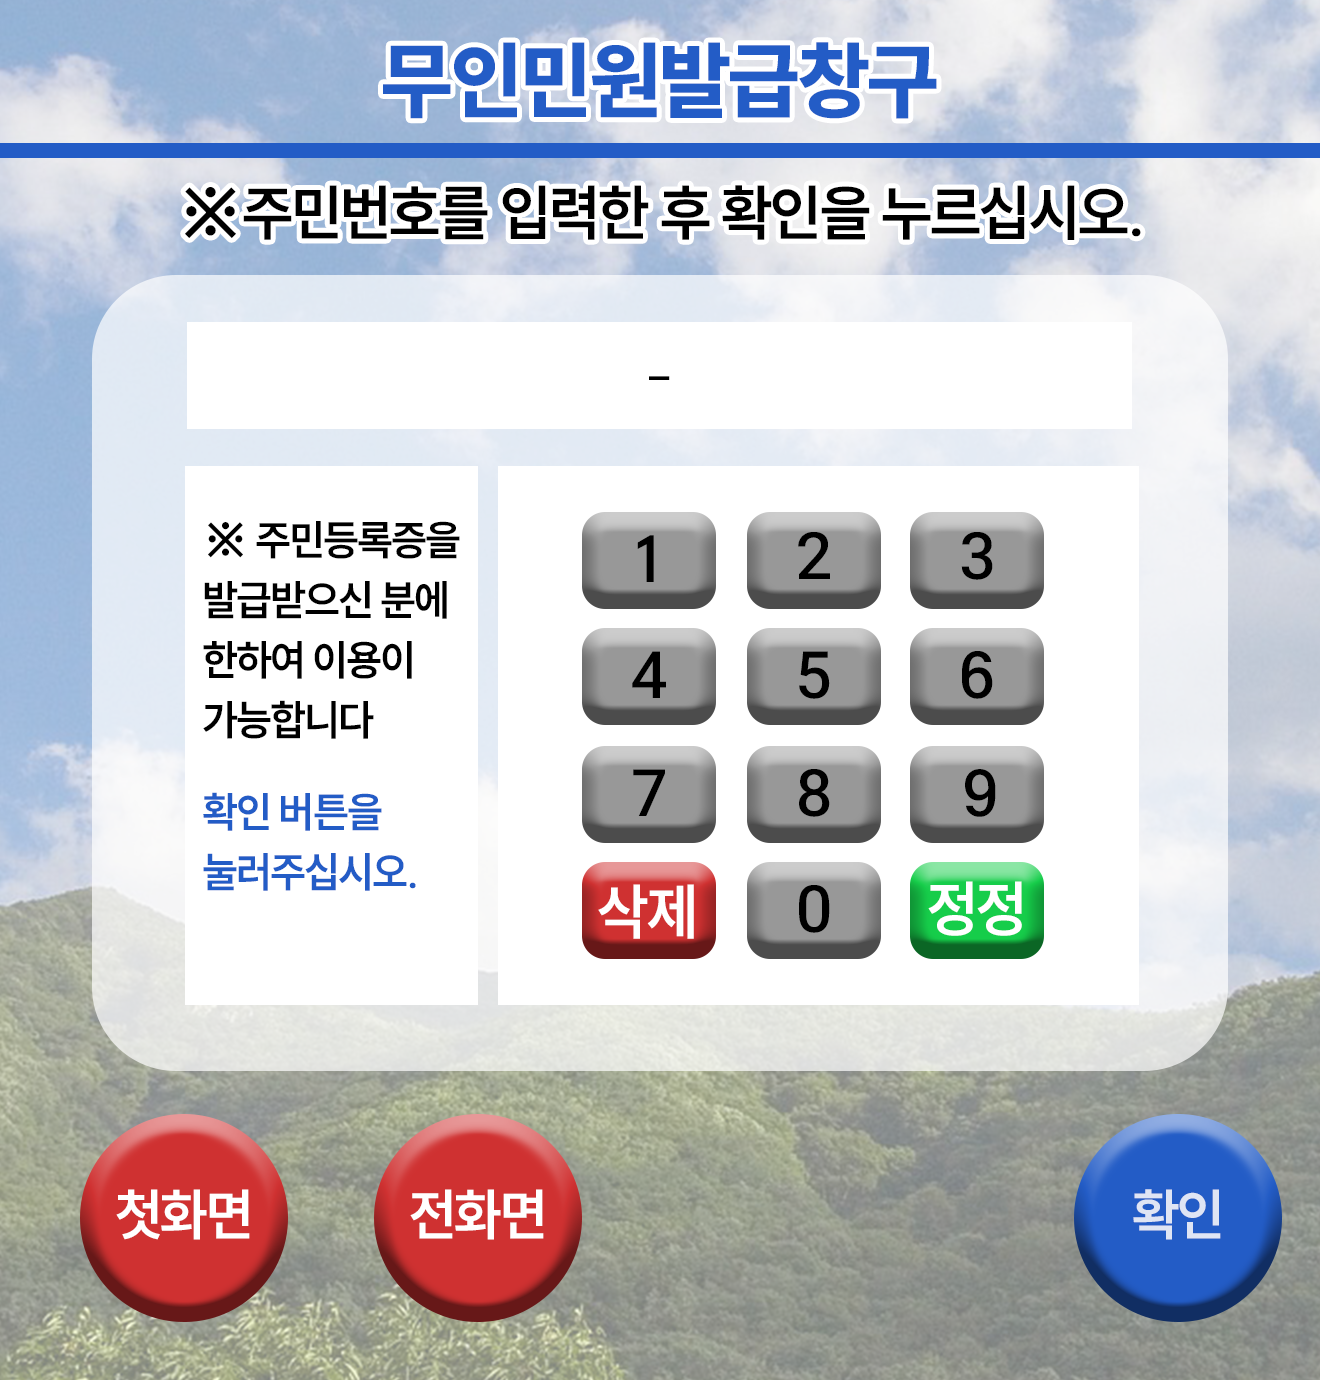 무인민원발급창구
※주민번호를 입력한 후 확인을 누르십시오.
–
※ 주민등록증을
발급받으신 분에
한하여 이용이
가능합니다
확인 버튼을
눌러주십시오.
1 2 3
4 5 6
7 8 9
삭제 0 정정
첫화면 전화면 확인